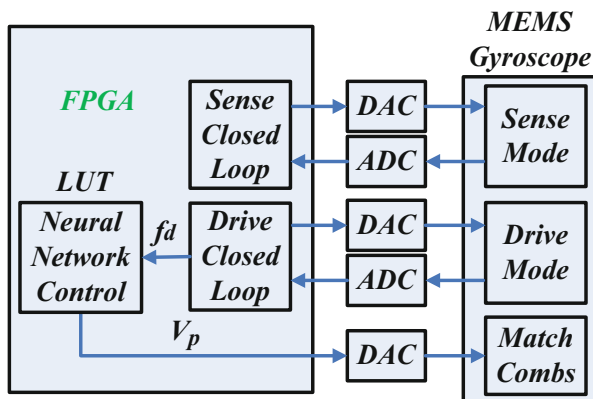 MEMS
Gyroscope
FPGA
Sense
Closed
Loop
DAC
ADC
Sense
Mode
LUT
Neural
Network
Control
fd
Drive
Closed
Loop
DAC
ADC
Drive
Mode
Vp
DAC
Match
Combs